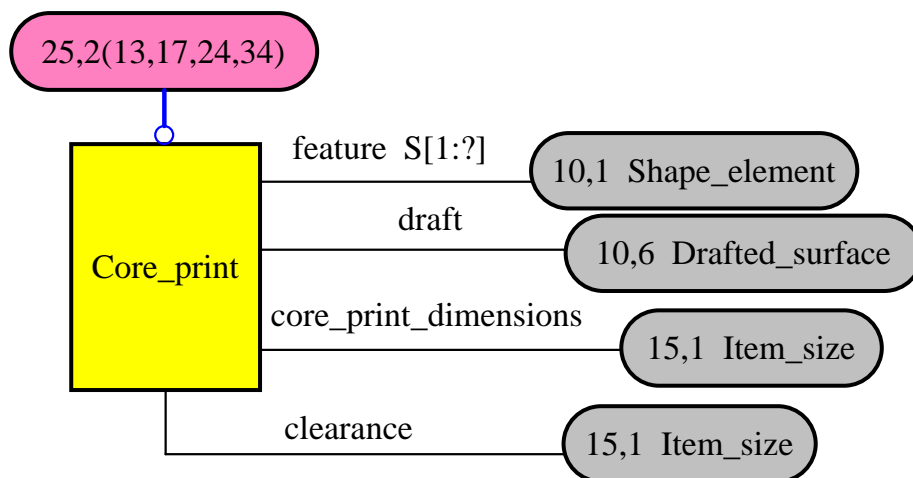 25,2(13,17,24,34)
feature S[1:?]
10,1 Shape_element
draft
Core_print
10,6 Drafted_surface
core_print_dimensions
15,1 Item_size
clearance
15,1 Item_size